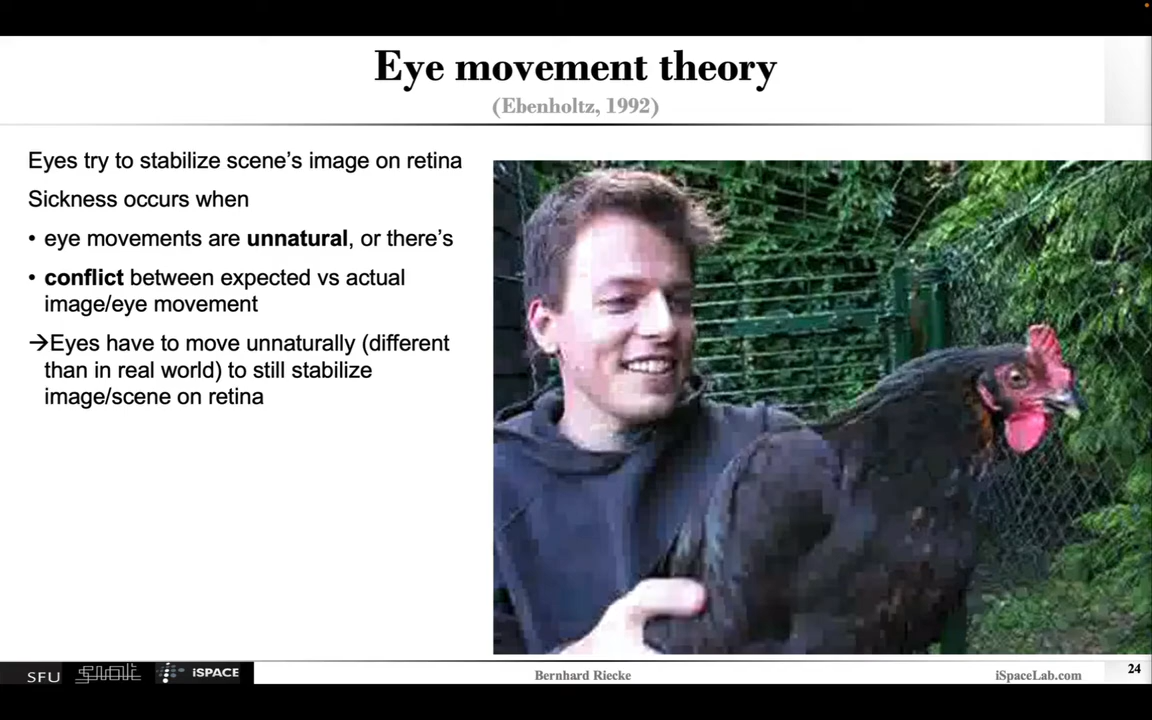 Eye movement theory
(Ebenholtz, 1992)
Eyes try to stabilize scene's image on retina
Sickness occurs when
• eye movements are unnatural, or there's
• conflict between expected vs actual
image/eye movement
→Eyes have to move unnaturally (different
than in real world) to still stabilize
image/scene on retina
SFU
iSPACE
Bernhard Riecke
iSpaceLab.com
24